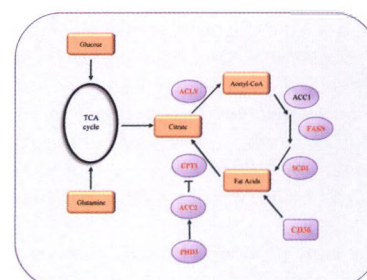 Glucose
TCA
cycle
Glutamine
Citrate
ACLS
Acetyl-CoA
ACC1
FASN
SCD1
Fat Acids
CD36
CPT1
ACC2
PHD3